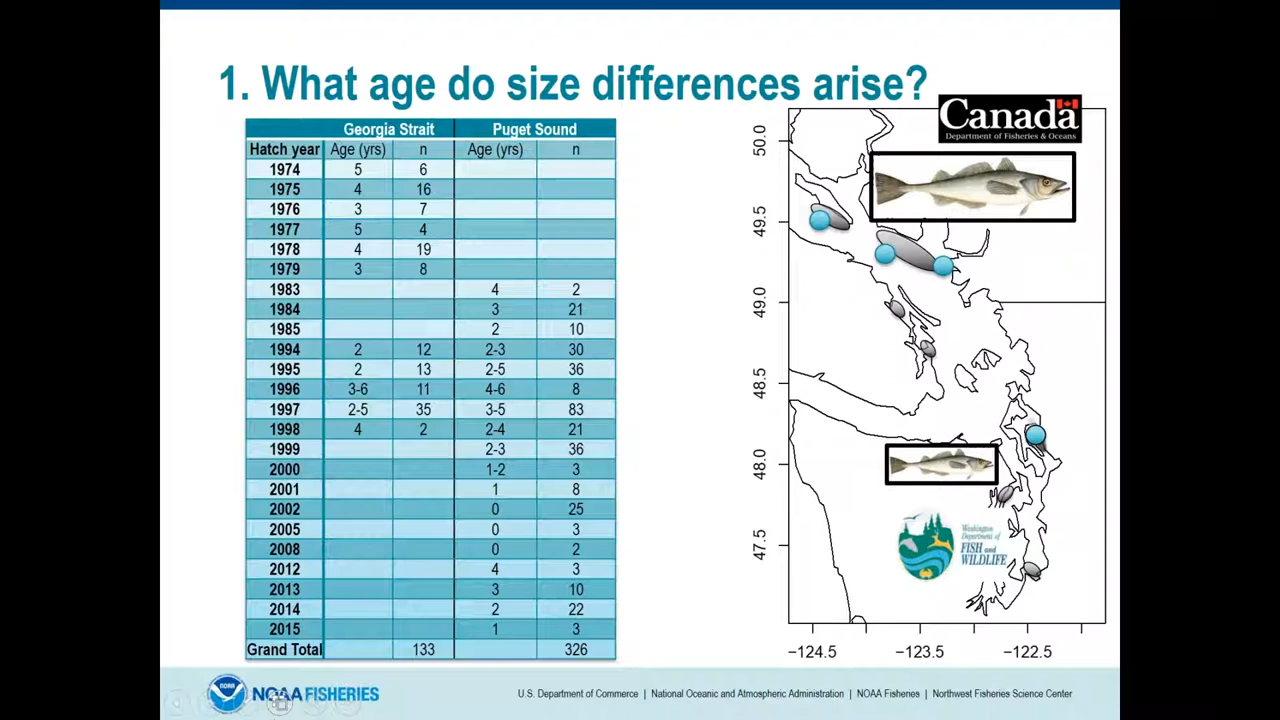 1. What age do size differences arise?
Georgia Strait Puget Sound
Hatch year Age (yrs) n Age (yrs) n
1974 5 6
1975 4 16
1976 3 7
1977 5 4
1978 4 19
1979 3 8
1983 4 2
1984 3 21
1985 2 10
1994 2 12 2-3 30
1995 2 13 2-5 36
1996 3-6 11 4-6 8
1997 2-5 35 3-5 83
1998 4 2 2-4 21
1999 2-3 36
2000 1-2 3
2001 1 8
2002 0 25
2005 0 3
2008 0 2
2012 4 3
2013 3 10
2014 2 22
2015 1 3
Grand Total 133 326
Canada
Department of Fisheries & Oceans
50.0
49.5
49.0
48.5
48.0
47.5
−124.5 −123.5 −122.5
Washington
Department of
FISH and
WILDLIFE
NOAA
NOAA FISHERIES
U.S. Department of Commerce | National Oceanic and Atmospheric Administration | NOAA Fisheries | Northwest Fisheries Science Center